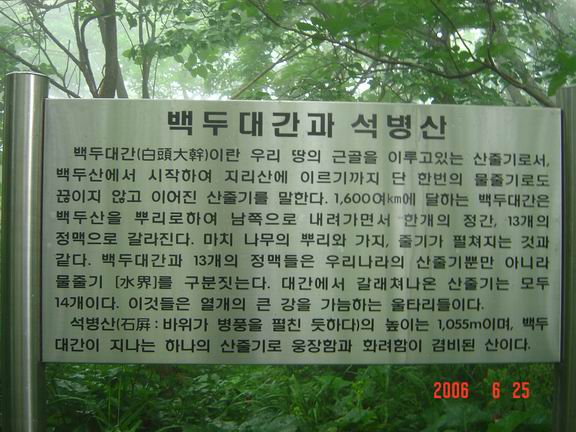 백두대간과 석병산
백두대간(白頭大幹)이란 우리 땅의 근골을 이루고있는 산줄기로서,
백두산에서 시작하여 지리산에 이르기까지 단 한번의 물줄기로도
끊이지 않고 이어진 산줄기를 말한다. 1,600여km에 달하는 백두대간은
백두산을 뿌리로하여 남쪽으로 내려가면서 한개의 정간, 13개의
정맥으로 갈라진다. 마치 나무의 뿌리와 가지, 줄기가 펼쳐지는 것과
같다. 백두대간과 13개의 정맥들은 우리나라의 산줄기뿐만 아니라
물줄기 [水界]를 구분짓는다. 대간에서 갈래쳐나온 산줄기는 모두
14개이다. 이것들은 열개의 큰 강을 가늠하는 울타리들이다.
석병산(石屛:바위가 병풍을 펼친 듯하다)의 높이는 1,055m이며, 백두
대간이 지나는 하나의 산줄기로 웅장함과 화려함이 겸비된 산이다.
2006 6 25